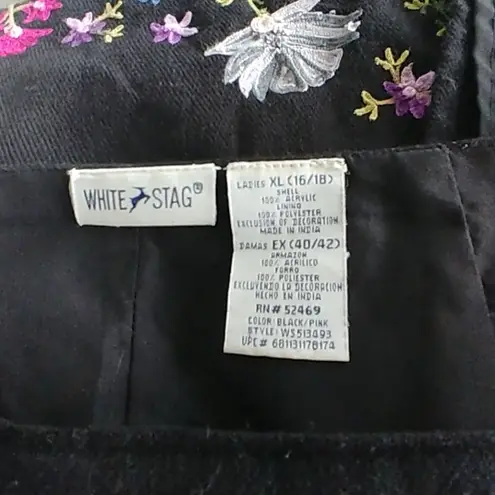 WHITE STAG®
LADIES XL (16/18)
SHELL
100% ACRYLIC
LINING
100% POLYESTER
EXCLUSION OF DECORATION
MADE IN INDIA
DAMAS EX (40/42)
ARMAZON
100% ACRILICO
FORRO
100% POLIESTER
EXCLUYENDO LA DECORACION
HECHO EN INDIA
RN# 52469
COLOR: BLACK/PINK
STYLE: WS513493
UPC# 681131178174